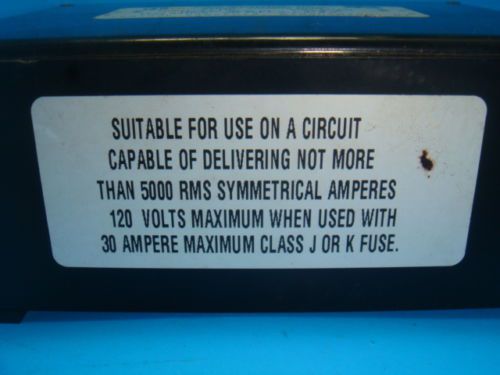 SUITABLE FOR USE ON A CIRCUIT
CAPABLE OF DELIVERING NOT MORE
THAN 5000 RMS SYMMETRICAL AMPERES
120 VOLTS MAXIMUM WHEN USED WITH
30 AMPERE MAXIMUM CLASS J OR K FUSE.